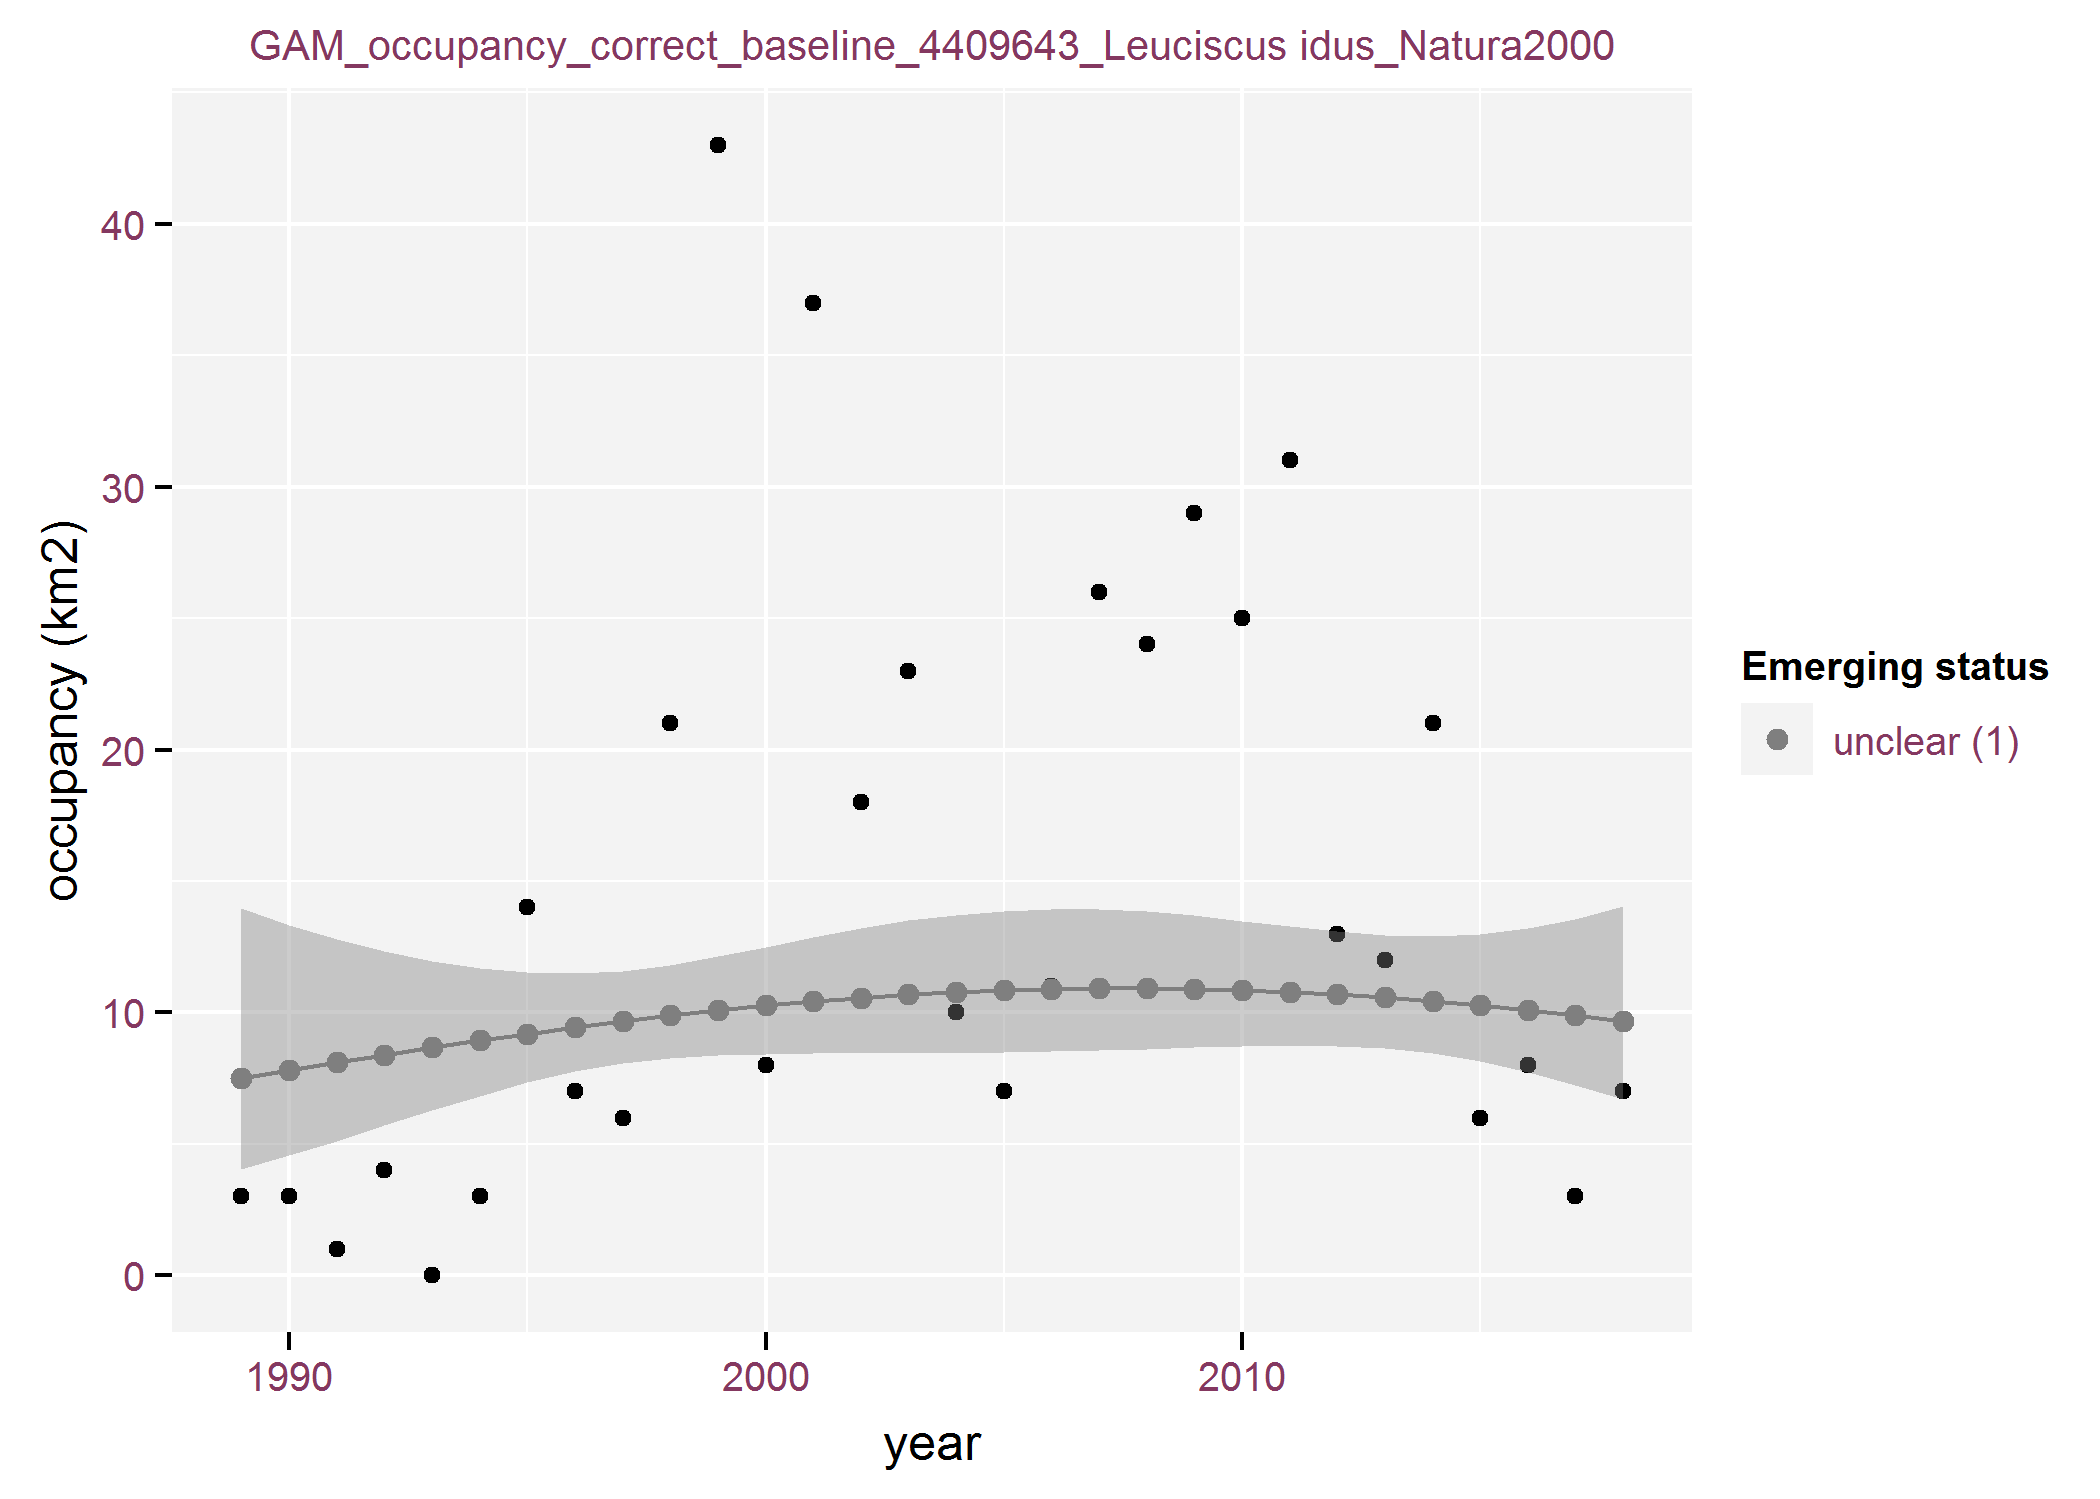 GAM_occupancy_correct_baseline_4409643_Leuciscus idus_Natura2000
40
30
20
10
0
occupancy (km2)
1990 2000 2010
year
Emerging status
unclear (1)